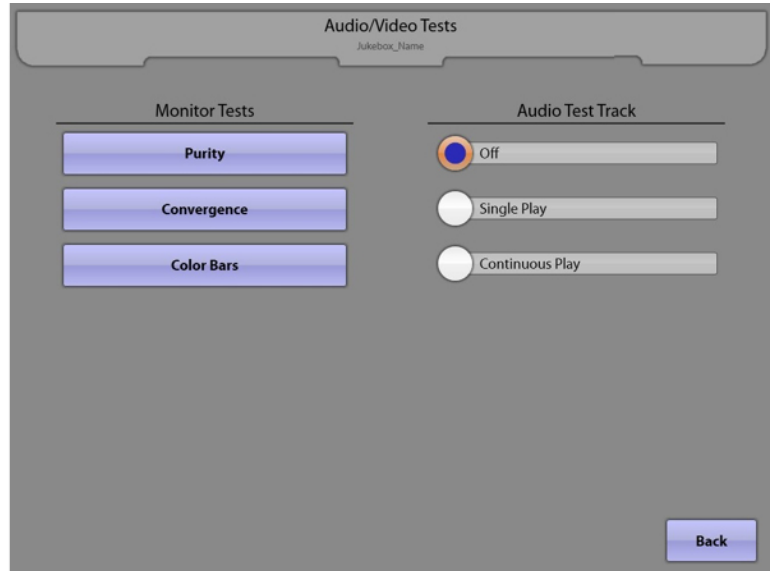 Audio/Video Tests
Jukebox_Name
Monitor Tests
Purity
Convergence
Color Bars
Audio Test Track
Off
Single Play
Continuous Play
Back